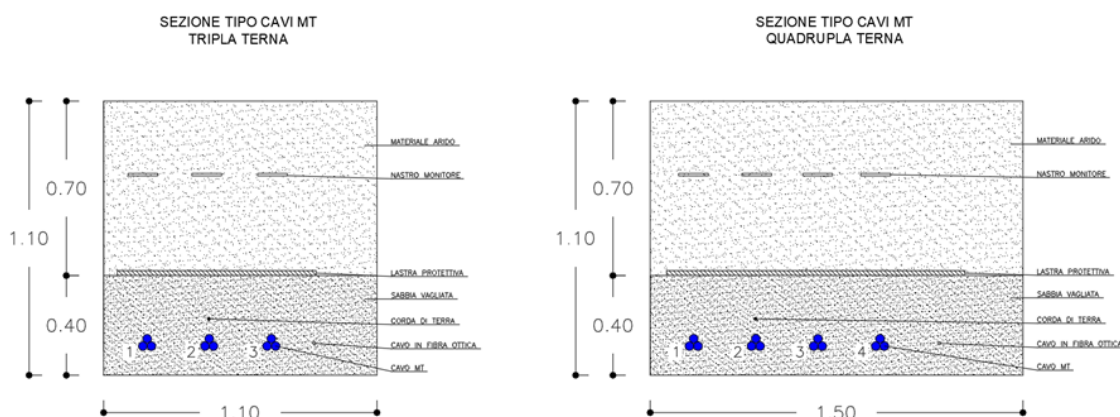 SEZIONE TIPO CAVI MT
TRIPLA TERNA
MATERIALE ARIDO
0.70
NASTRO MONITORE
1.10
LASTRA PROTETTIVA
SABBIA VAGLIATA
0.40
CORDA DI TERRA
1 2 3
CAVO IN FIBRA OTTICA
CAVO MT
1.10
SEZIONE TIPO CAVI MT
QUADRUPLA TERNA
MATERIALE ARIDO
0.70
NASTRO MONITORE
1.10
LASTRA PROTETTIVA
SABBIA VAGLIATA
0.40
CORDA DI TERRA
1 2 3 4
CAVO IN FIBRA OTTICA
CAVO MT
1.50